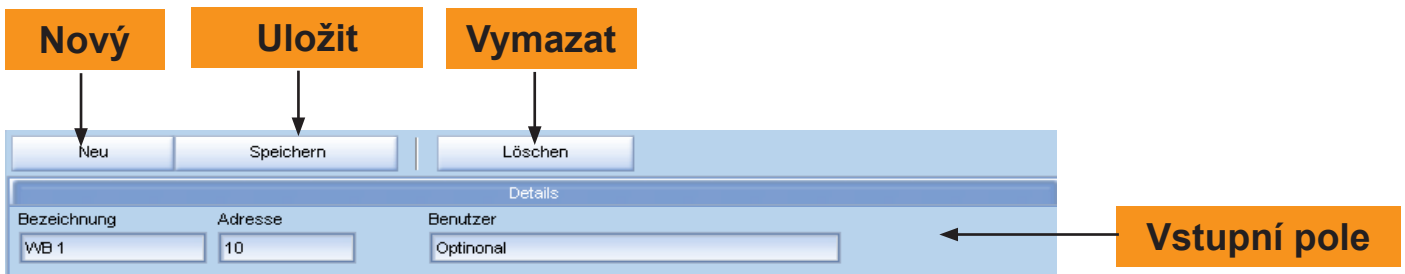 Nový Uložit Vymazat
Neu Speichern Löschen
Details
Bezeichnung Adresse Benutzer
WB 1 10 Optinonal
Vstupní pole